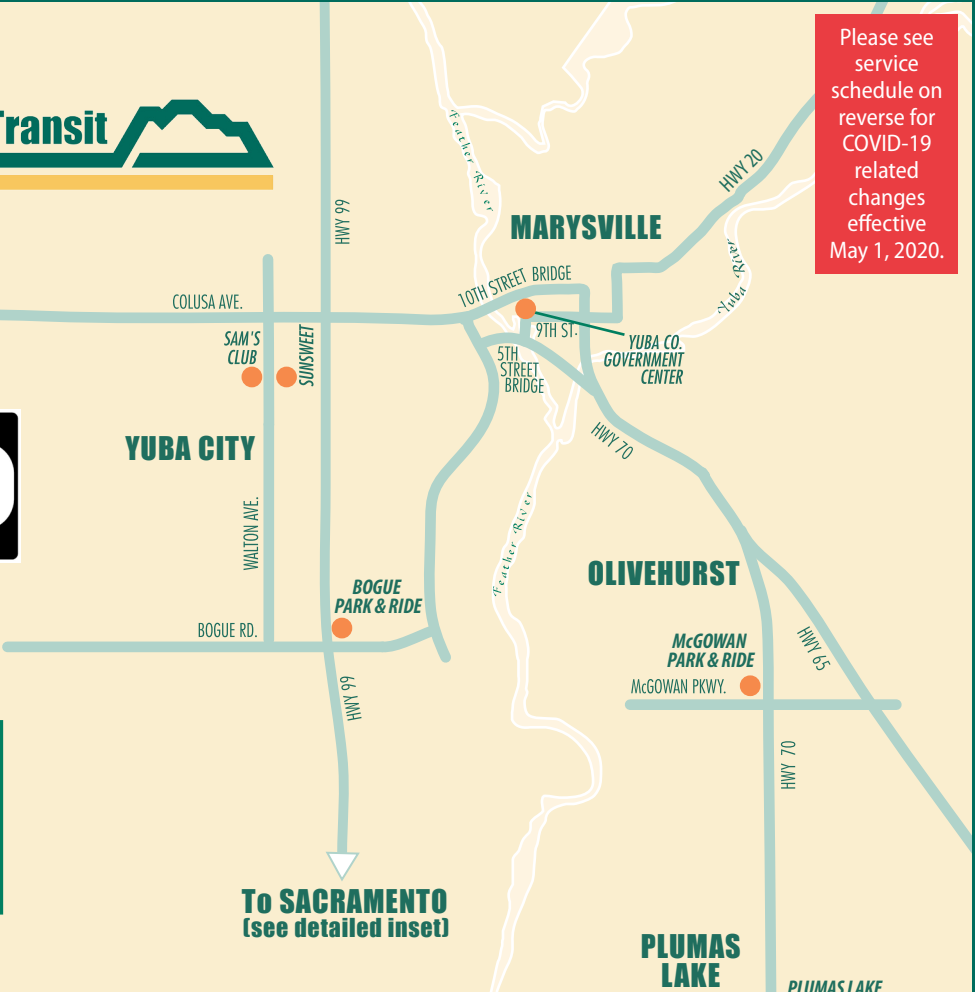 Transit
Please see
service
schedule on
reverse for
COVID-19
related
changes
effective
May 1, 2020.
HWY 20
Feather River
HWY 99
MARYSVILLE
Yuba River
10TH STREET BRIDGE
COLUSA AVE.
9TH ST.
SAM'S
CLUB
SUNSWEET
YUBA CO.
GOVERNMENT
CENTER
5TH
STREET
BRIDGE
YUBA CITY
HWY 70
WALTON AVE.
Feather River
OLIVEHURST
BOGUE
PARK & RIDE
BOGUE RD.
HWY 65
McGOWAN
PARK & RIDE
McGOWAN PKWY.
HWY 99
HWY 70
To SACRAMENTO
(see detailed inset)
PLUMAS
LAKE
PLUMAS LAKE